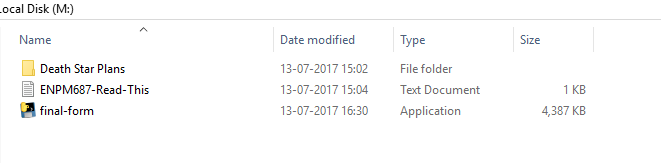 Local Disk (M:)
Name Date modified Type Size
Death Star Plans 13-07-2017 15:02 File folder
ENPM687-Read-This 13-07-2017 15:04 Text Document 1 KB
final-form 13-07-2017 16:30 Application 4,387 KB